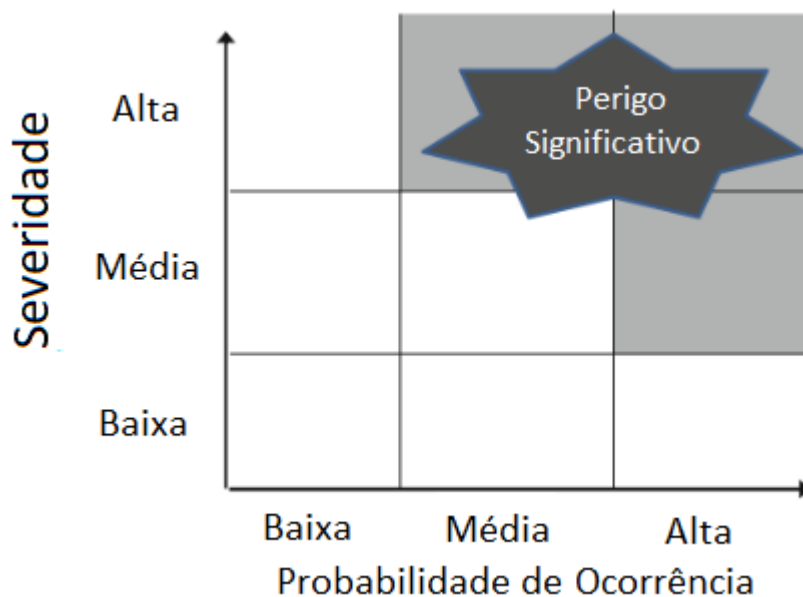 Severidade
Alta
Perigo
Significativo
Média
Baixa
Baixa Média Alta
Probabilidade de Ocorrência